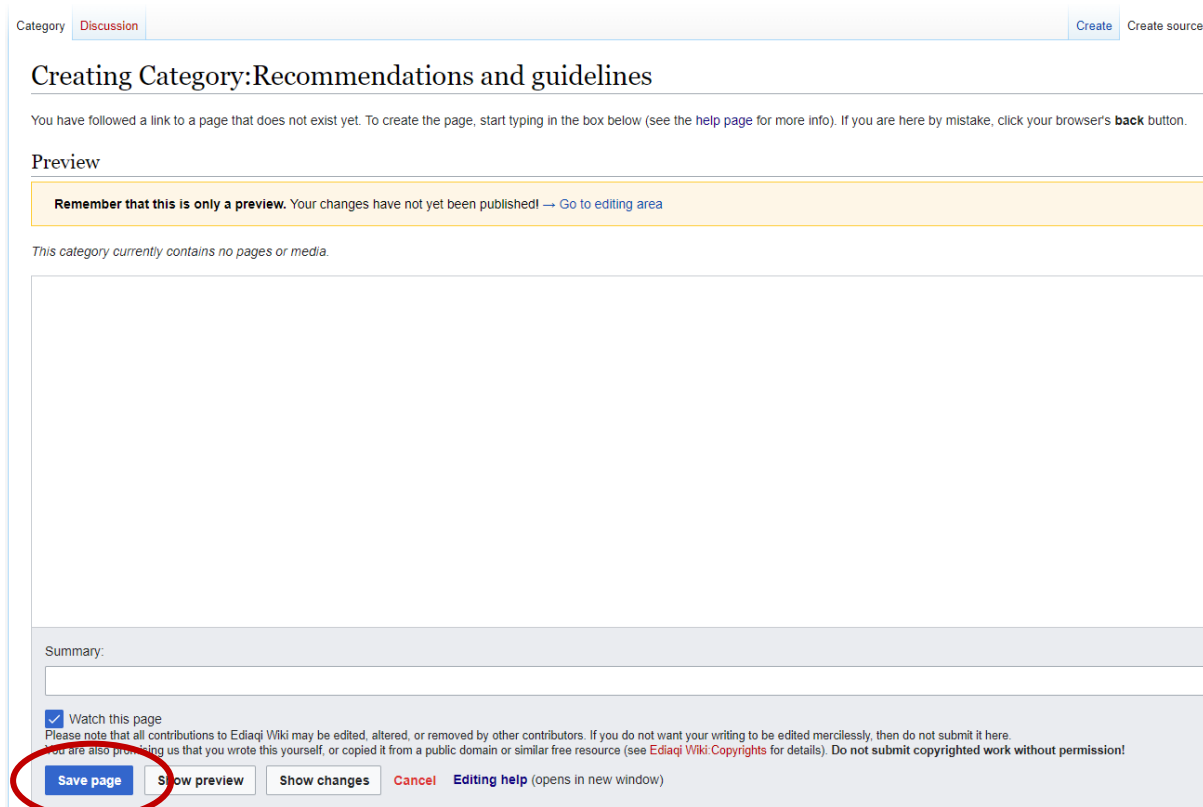 Category Discussion Create Create source
Creating Category:Recommendations and guidelines
You have followed a link to a page that does not exist yet. To create the page, start typing in the box below (see the help page for more info). If you are here by mistake, click your browser's back button.
Preview
Remember that this is only a preview. Your changes have not yet been published! → Go to editing area
This category currently contains no pages or media.
Summary:
Watch this page
Please note that all contributions to Ediaqi Wiki may be edited, altered, or removed by other contributors. If you do not want your writing to be edited mercilessly, then do not submit it here.
You are also promising us that you wrote this yourself, or copied it from a public domain or similar free resource (see Ediaqi Wiki:Copyrights for details). Do not submit copyrighted work without permission!
Save page Show preview Show changes Cancel Editing help (opens in new window)